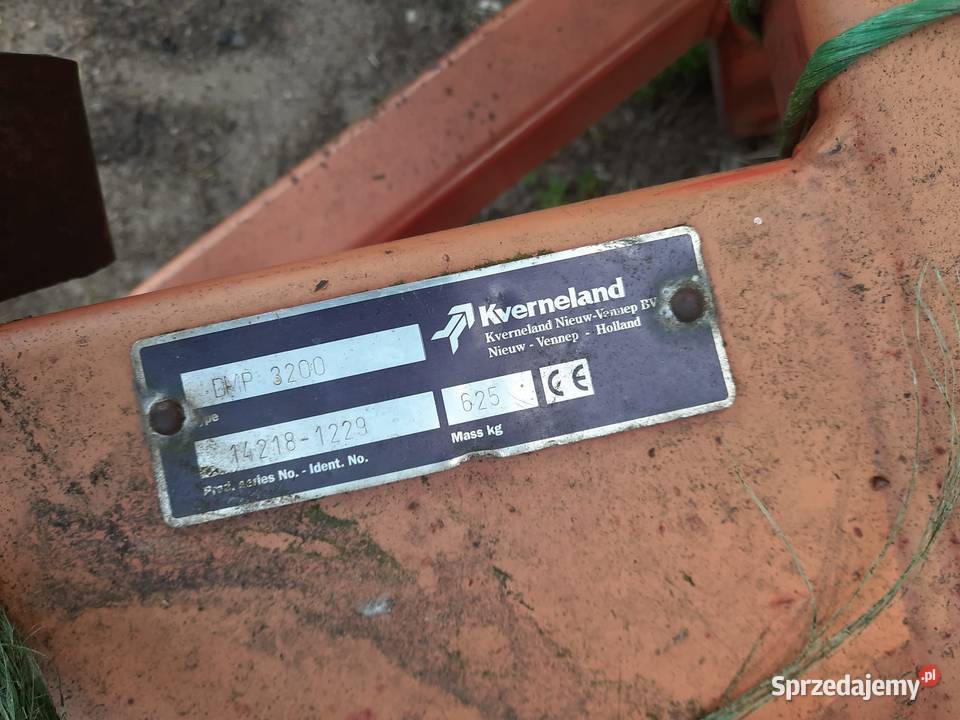 Kverneland
Kverneland Nieuw-Vennep BV
Nieuw - Vennep - Holland
DMP 3200
14218-1229
Prod. series No. - Ident. No.
625
CE
Mass kg
Sprzedajemy.pl